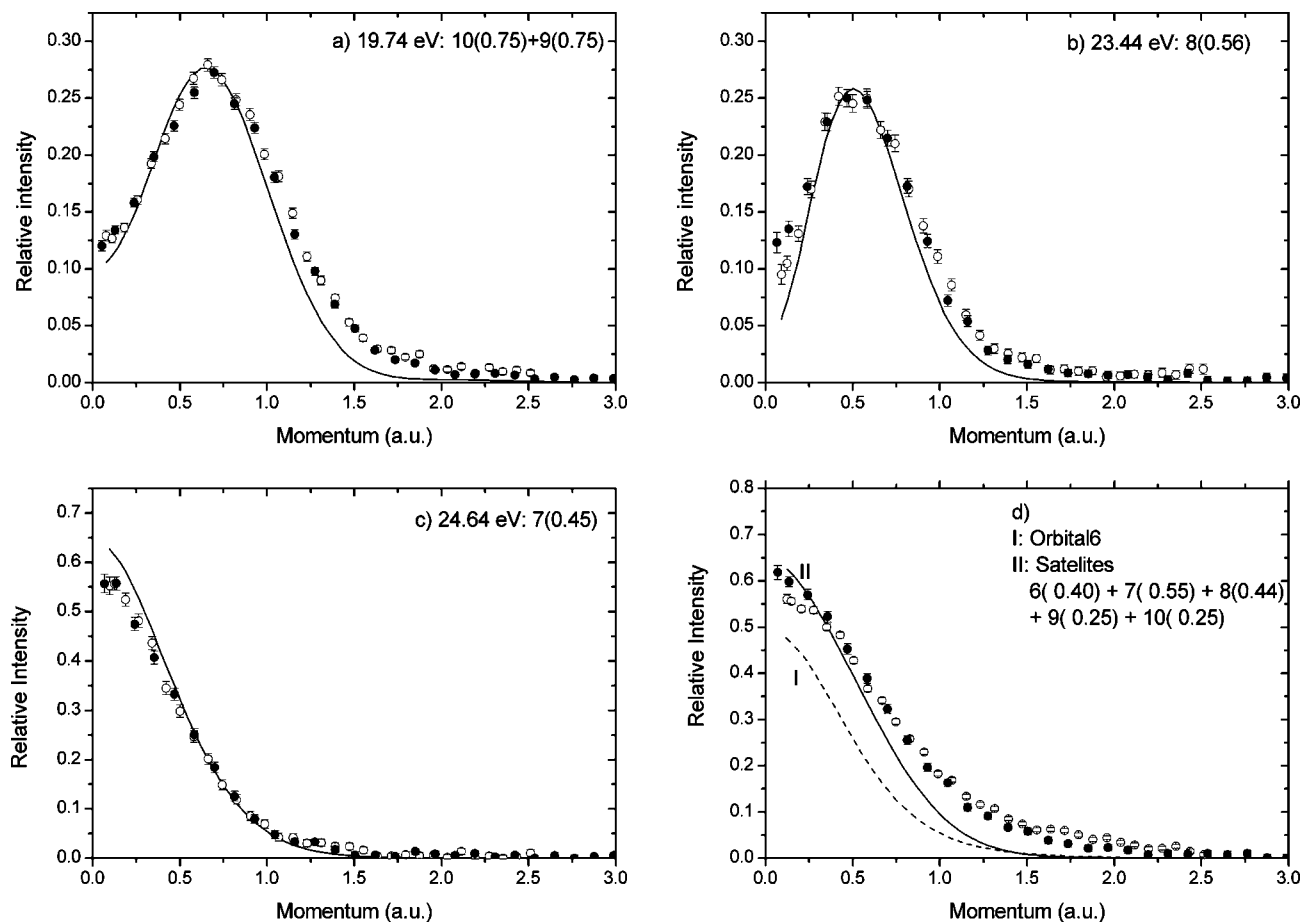 a) 19.74 eV: 10(0.75)+9(0.75)
Relative intensity
0.30
0.25
0.20
0.15
0.10
0.05
0.00
0.0 0.5 1.0 1.5 2.0 2.5 3.0
Momentum (a.u.)
b) 23.44 eV: 8(0.56)
Relative intensity
0.30
0.25
0.20
0.15
0.10
0.05
0.00
0.0 0.5 1.0 1.5 2.0 2.5 3.0
Momentum (a.u.)
c) 24.64 eV: 7(0.45)
Relative Intensity
0.7
0.6
0.5
0.4
0.3
0.2
0.1
0.0
0.0 0.5 1.0 1.5 2.0 2.5 3.0
Momentum (a.u.)
d)
I: Orbital6
II: Satelites
6( 0.40) + 7( 0.55) + 8(0.44)
+ 9( 0.25) + 10( 0.25)
II
I
Relative Intensity
0.8
0.7
0.6
0.5
0.4
0.3
0.2
0.1
0.0
0.0 0.5 1.0 1.5 2.0 2.5 3.0
Momentum (a.u.)